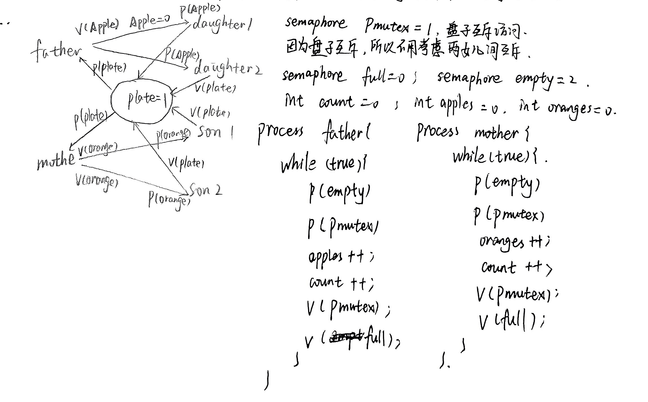 V(Apple) Apple=0 P(Apple)
daughter1
father
P(Apple)
daughter2
P(plate)
plate=1
V(plate)
V(plate)
P(plate)
P(orange) Son 1
mothe V(orange)
V(plate)
V(orange)
P(orange) Son 2
semaphore Pmutex=1, 盘子互斥访问.
因为盘子互斥,所以不用考虑两女儿间互斥.
semaphore full=0; semaphore empty=2.
int count=0; int apples=0. int oranges=0.
process father{
while(true){
P(empty)
P(Pmutex)
apples++;
count++;
V(Pmutex);
V(full);
}
}
process mother{
while(true){.
P(empty)
P(pmutex)
oranges++;
count++;
V(pmutex);
V(full);
}
}.